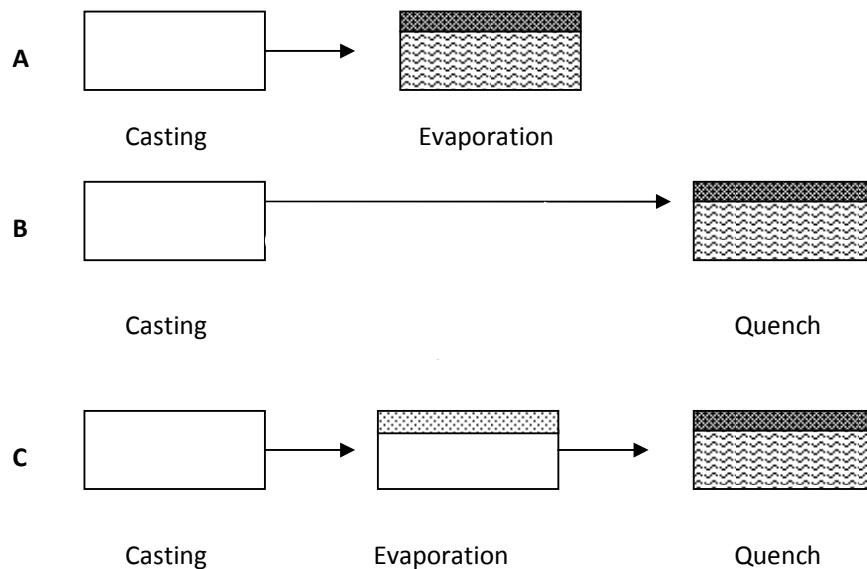 A
Casting Evaporation
B
Casting Quench
C
Casting Evaporation Quench